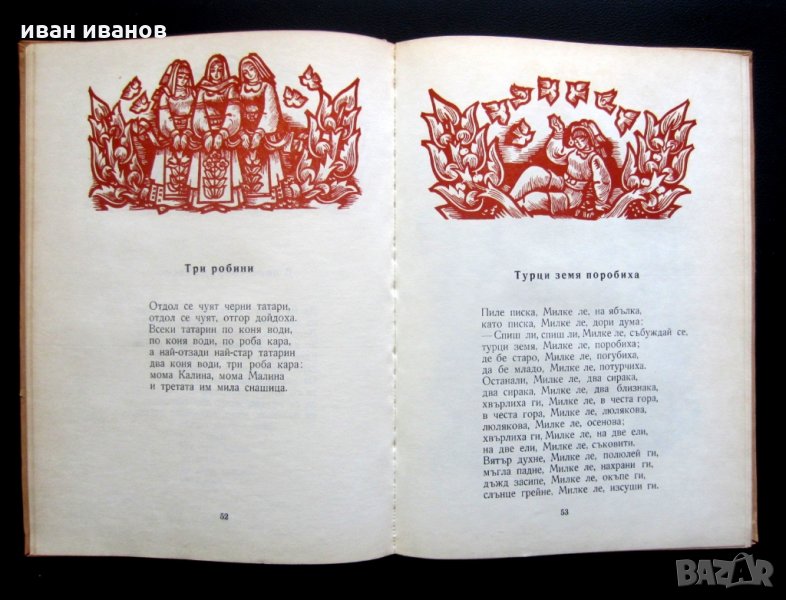 иван иванов
Три робини
Отдол се чуят черни татари,
отдол се чуят, отгор дойдоха.
Всеки татарин по коня води,
по коня води, по роба кара,
а най-отзади най-стар татарин
два коня води, три роба кара:
мома Калина, мома Малина
и третата им мила снашица.
52
Турци земя поробиха
Пиле писка, Милке ле, на ябълка,
като писка, Милке ле, дори дума:
— Спиш ли, спиш ли, Милке ле, събуждай се,
турци земя, Милке ле, поробиха;
де бе старо, Милке ле, погубиха,
да бе младо, Милке ле, потурчиха.
Останали, Милке ле, два сирака,
два сирака, Милке ле, два близнака,
хвърлиха ги, Милке ле, в честа гора,
в честа гора, Милке ле, люлякова,
люлякова, Милке ле, осенова;
хвърлиха ги, Милке ле, на две ели,
на две ели, Милке ле, съковити.
Вятър духне, Милке ле, полюлей ги,
мъгла падне, Милке ле, нахрани ги,
дъжд засипе, Милке ле, окъпе ги,
слънце грейне, Милке ле, изсуши ги.
53
BAZAR